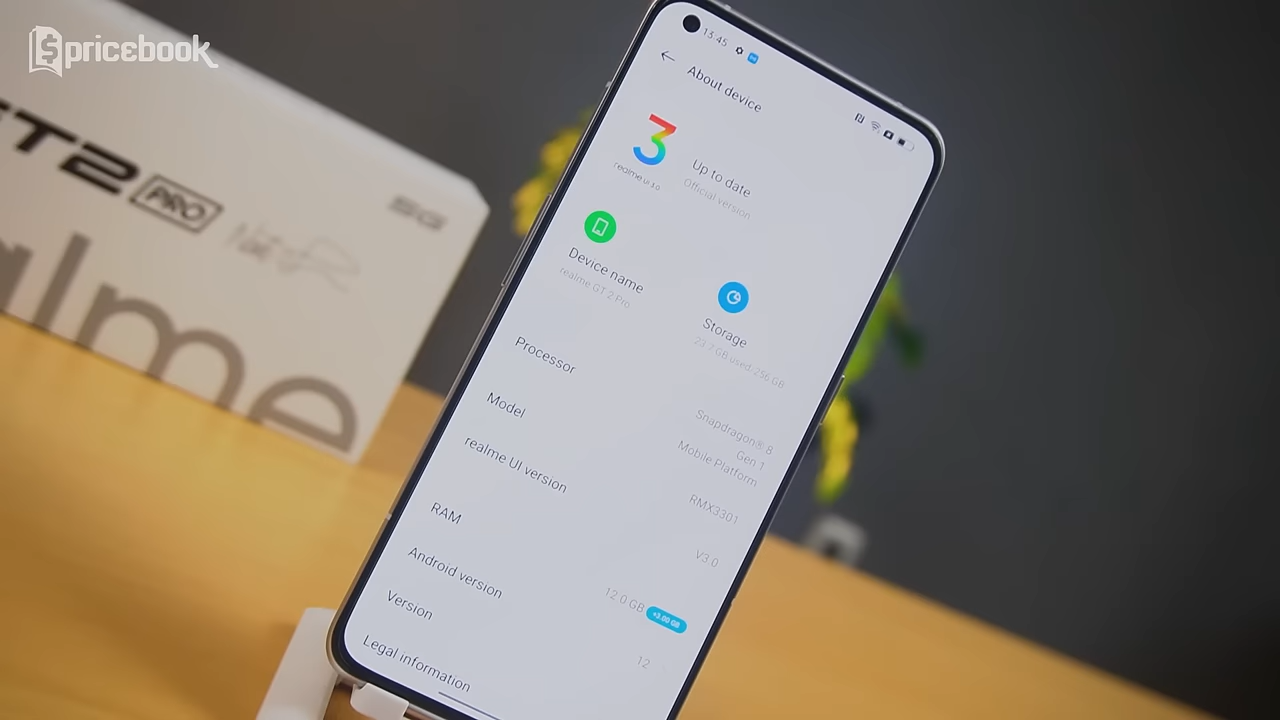 $pricebook
GT2
PRO
5G
realme
13:45
About device
3
realme UI 3.0
Up to date
Official version
Device name
realme GT 2 Pro
Storage
23.7 GB used, 256 GB
Processor
Snapdragon® 8
Gen 1
Mobile Platform
Model
RMX3301
realme UI version
V3.0
RAM
12.0 GB
+3.00 GB
Android version
12
Version
Legal information